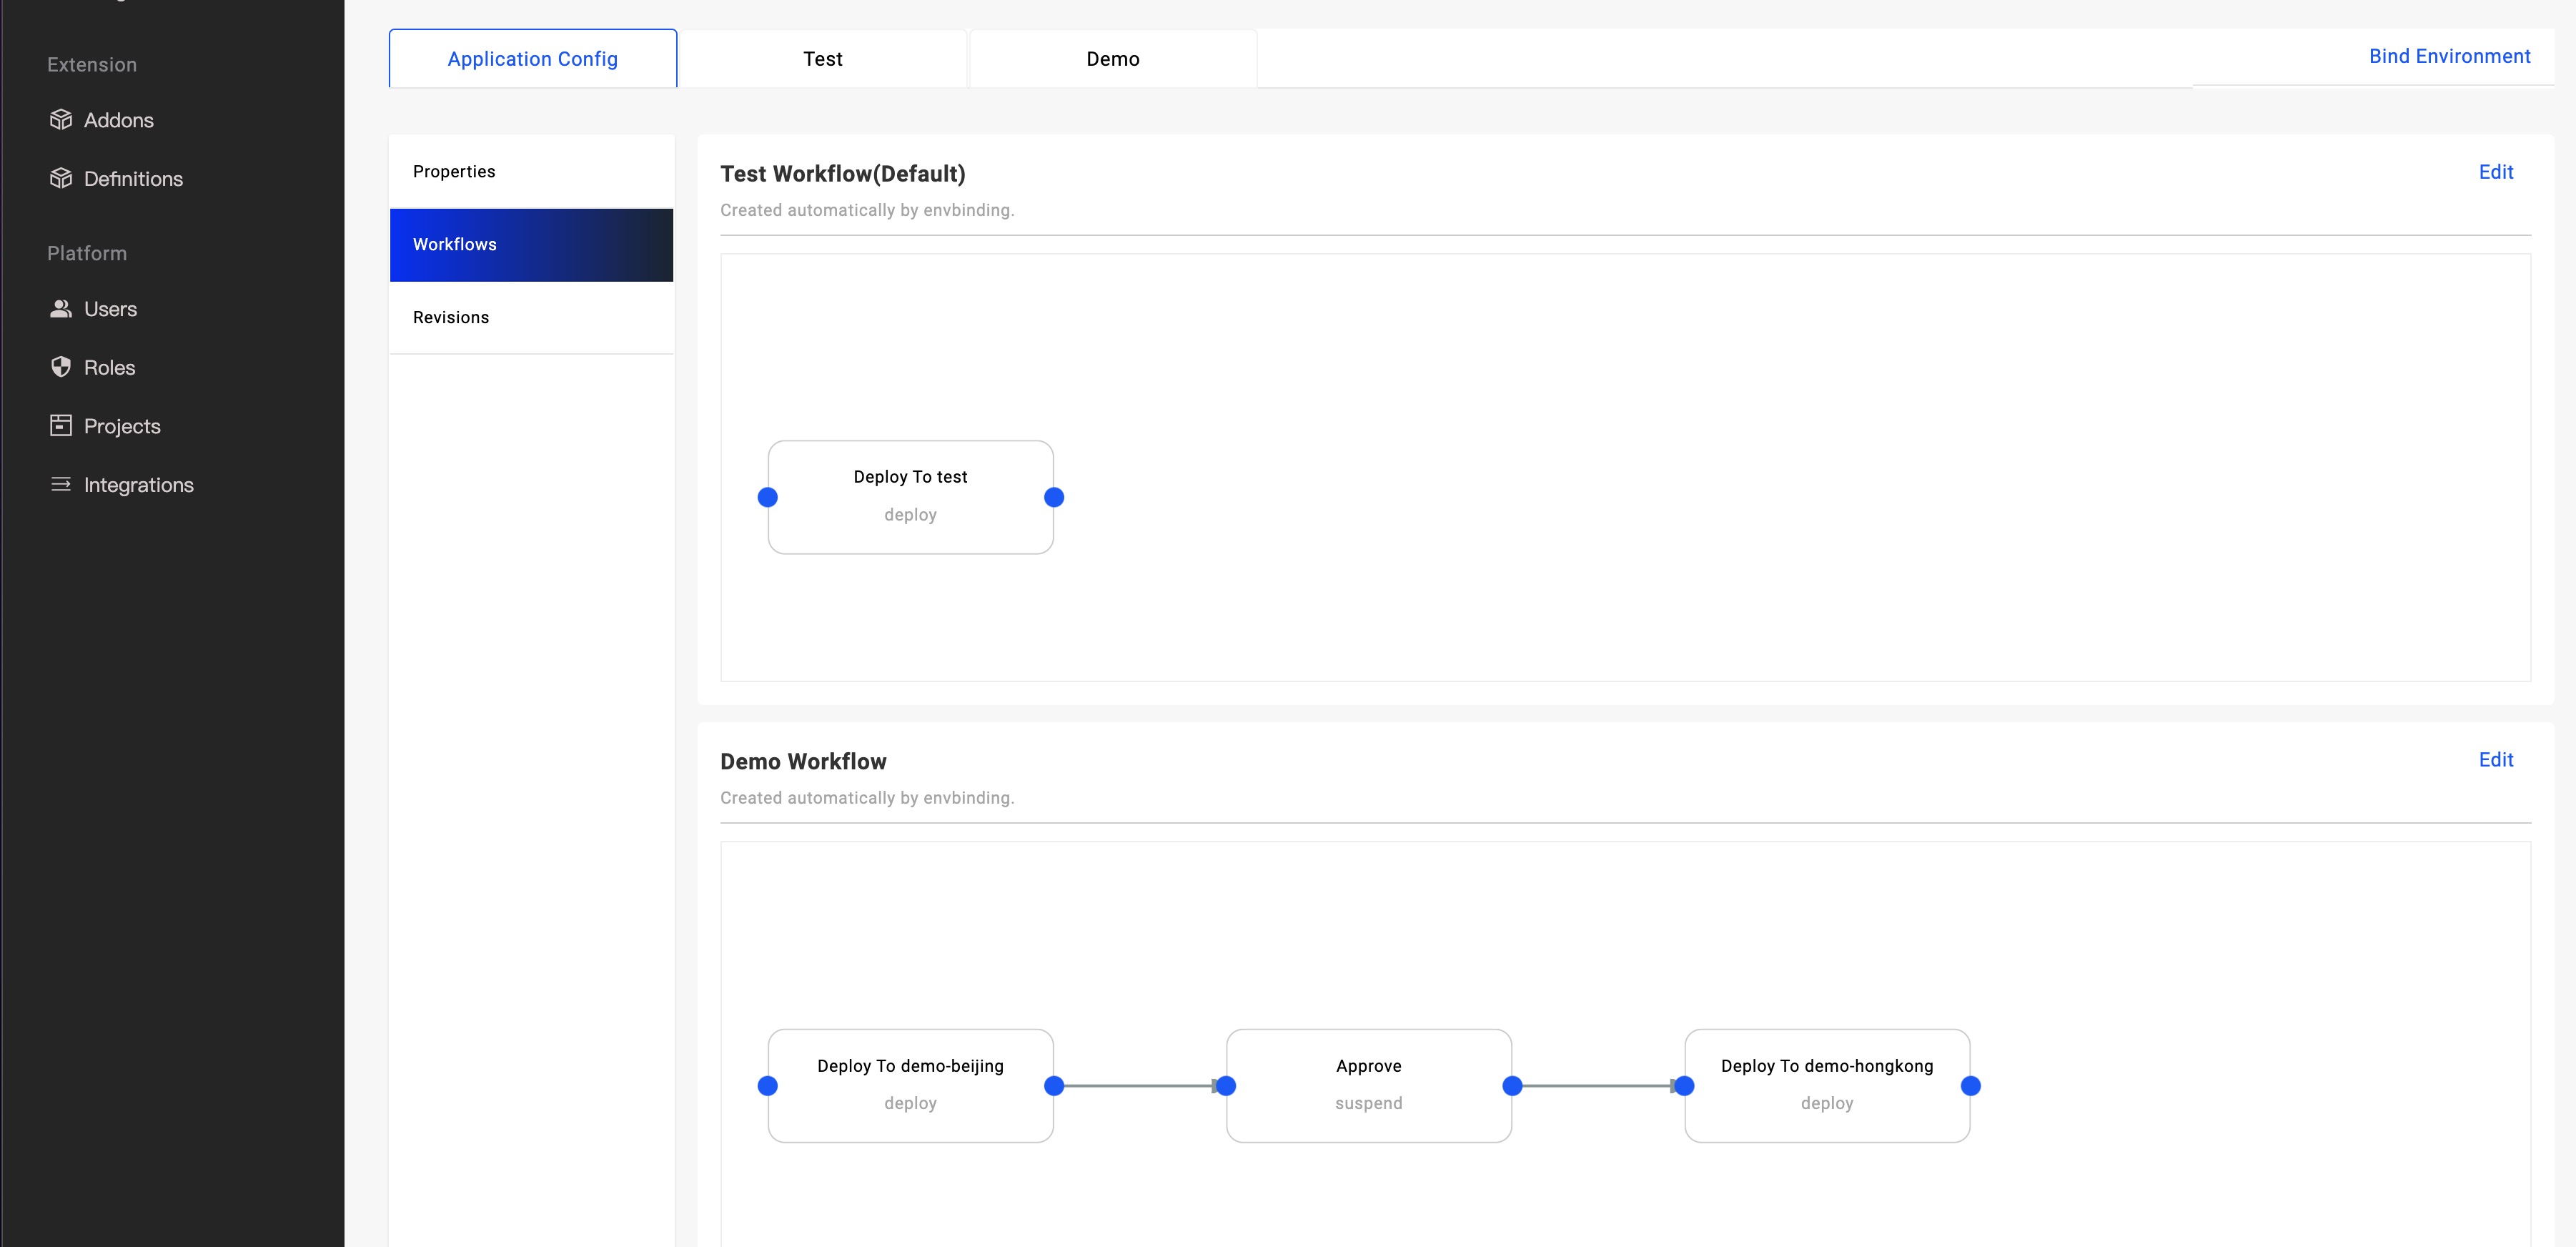 Extension
Addons
Definitions
Platform
Users
Roles
Projects
Integrations
Application Config
Test
Demo
Bind Environment
Properties
Workflows
Revisions
Test Workflow(Default)
Edit
Created automatically by envbinding.
Deploy To test
deploy
Demo Workflow
Edit
Created automatically by envbinding.
Deploy To demo-beijing
deploy
Approve
suspend
Deploy To demo-hongkong
deploy